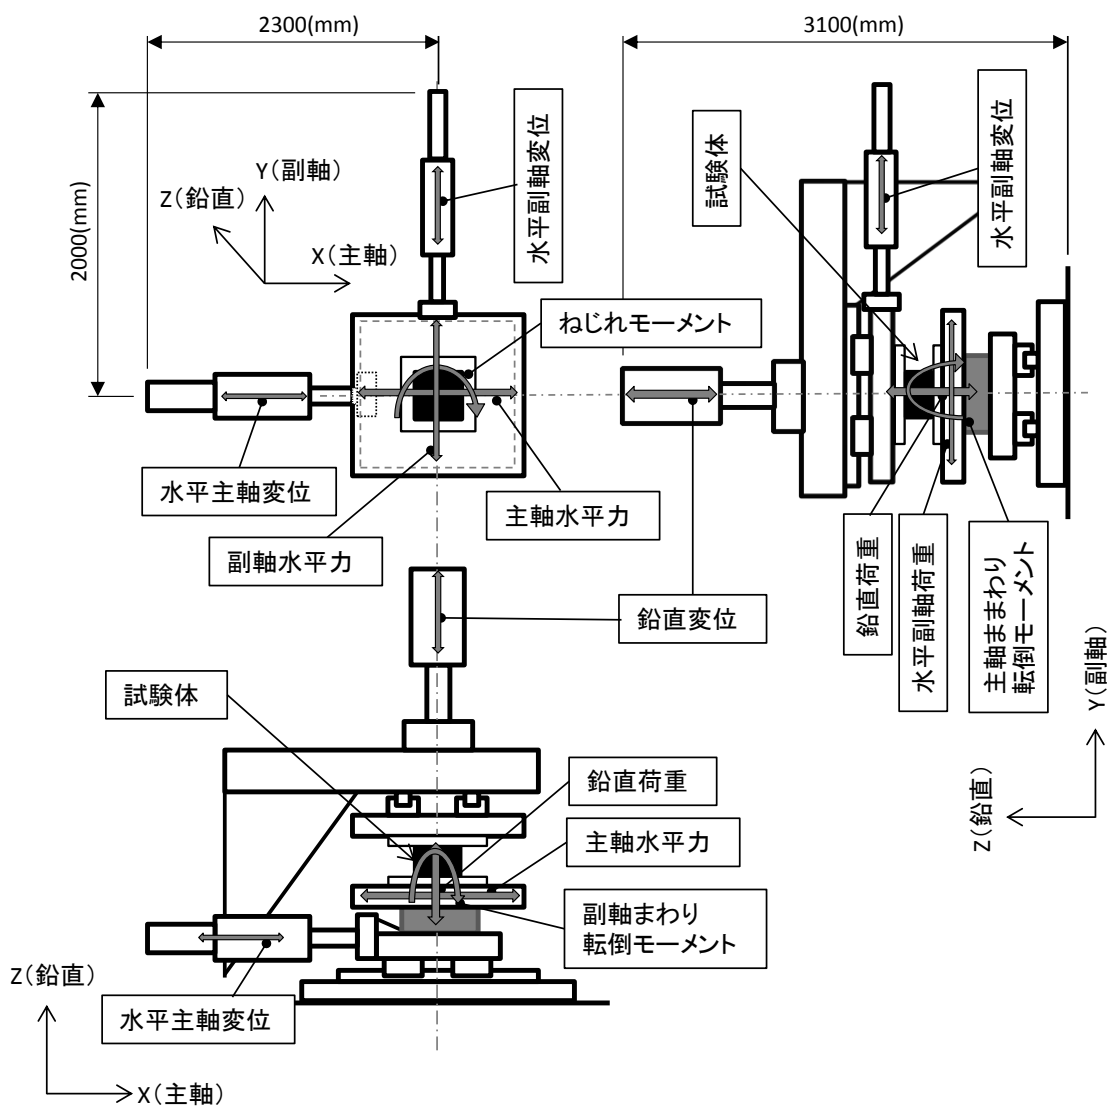 2300(mm)
3100(mm)
2000(mm)
Y(副軸)
Z(鉛直)
X(主軸)
水平副軸変位
試験体
水平副軸変位
ねじれモーメント
水平主軸変位
主軸水平力
副軸水平力
鉛直変位
鉛直荷重
水平副軸荷重
主軸ままわり
転倒モーメント
Y(副軸)
Z(鉛直)
試験体
鉛直荷重
主軸水平力
副軸まわり
転倒モーメント
Z(鉛直)
水平主軸変位
X(主軸)